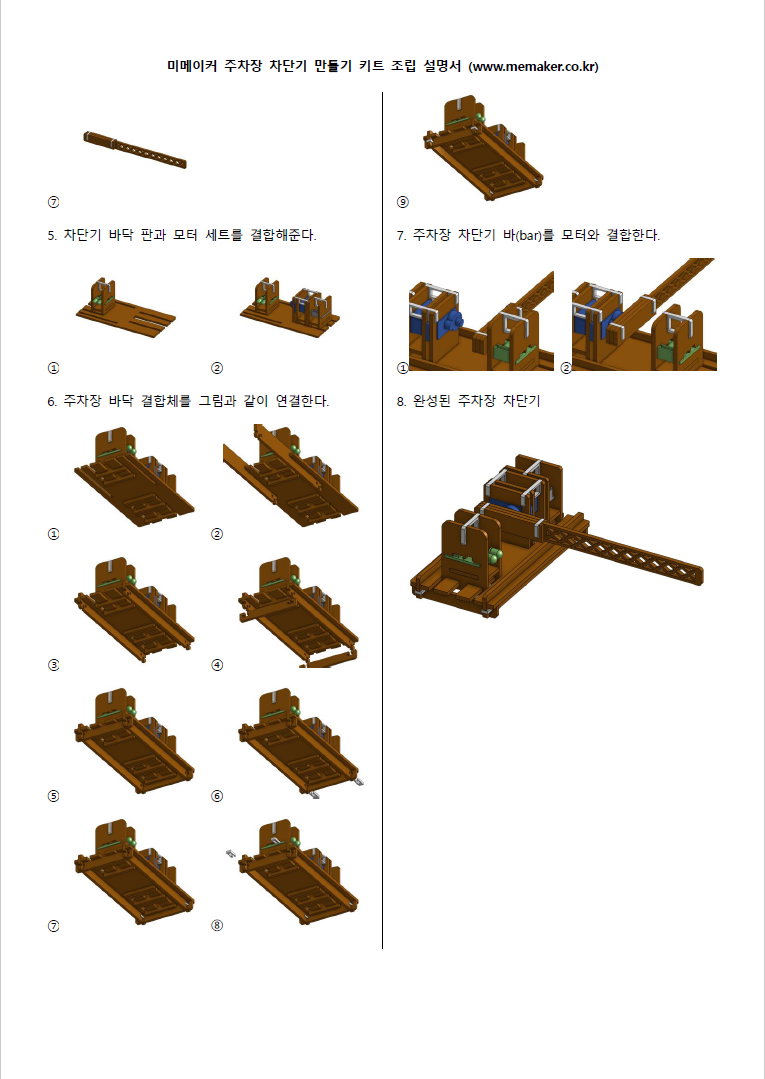 미메이커 주차장 차단기 만들기 키트 조립 설명서 (www.memaker.co.kr)
⑦
5. 차단기 바닥 판과 모터 세트를 결합해준다.
① ②
6. 주차장 바닥 결합체를 그림과 같이 연결한다.
① ②
③ ④
⑤ ⑥
⑦ ⑧
⑨
7. 주차장 차단기 바(bar)를 모터와 결합한다.
① ②
8. 완성된 주차장 차단기